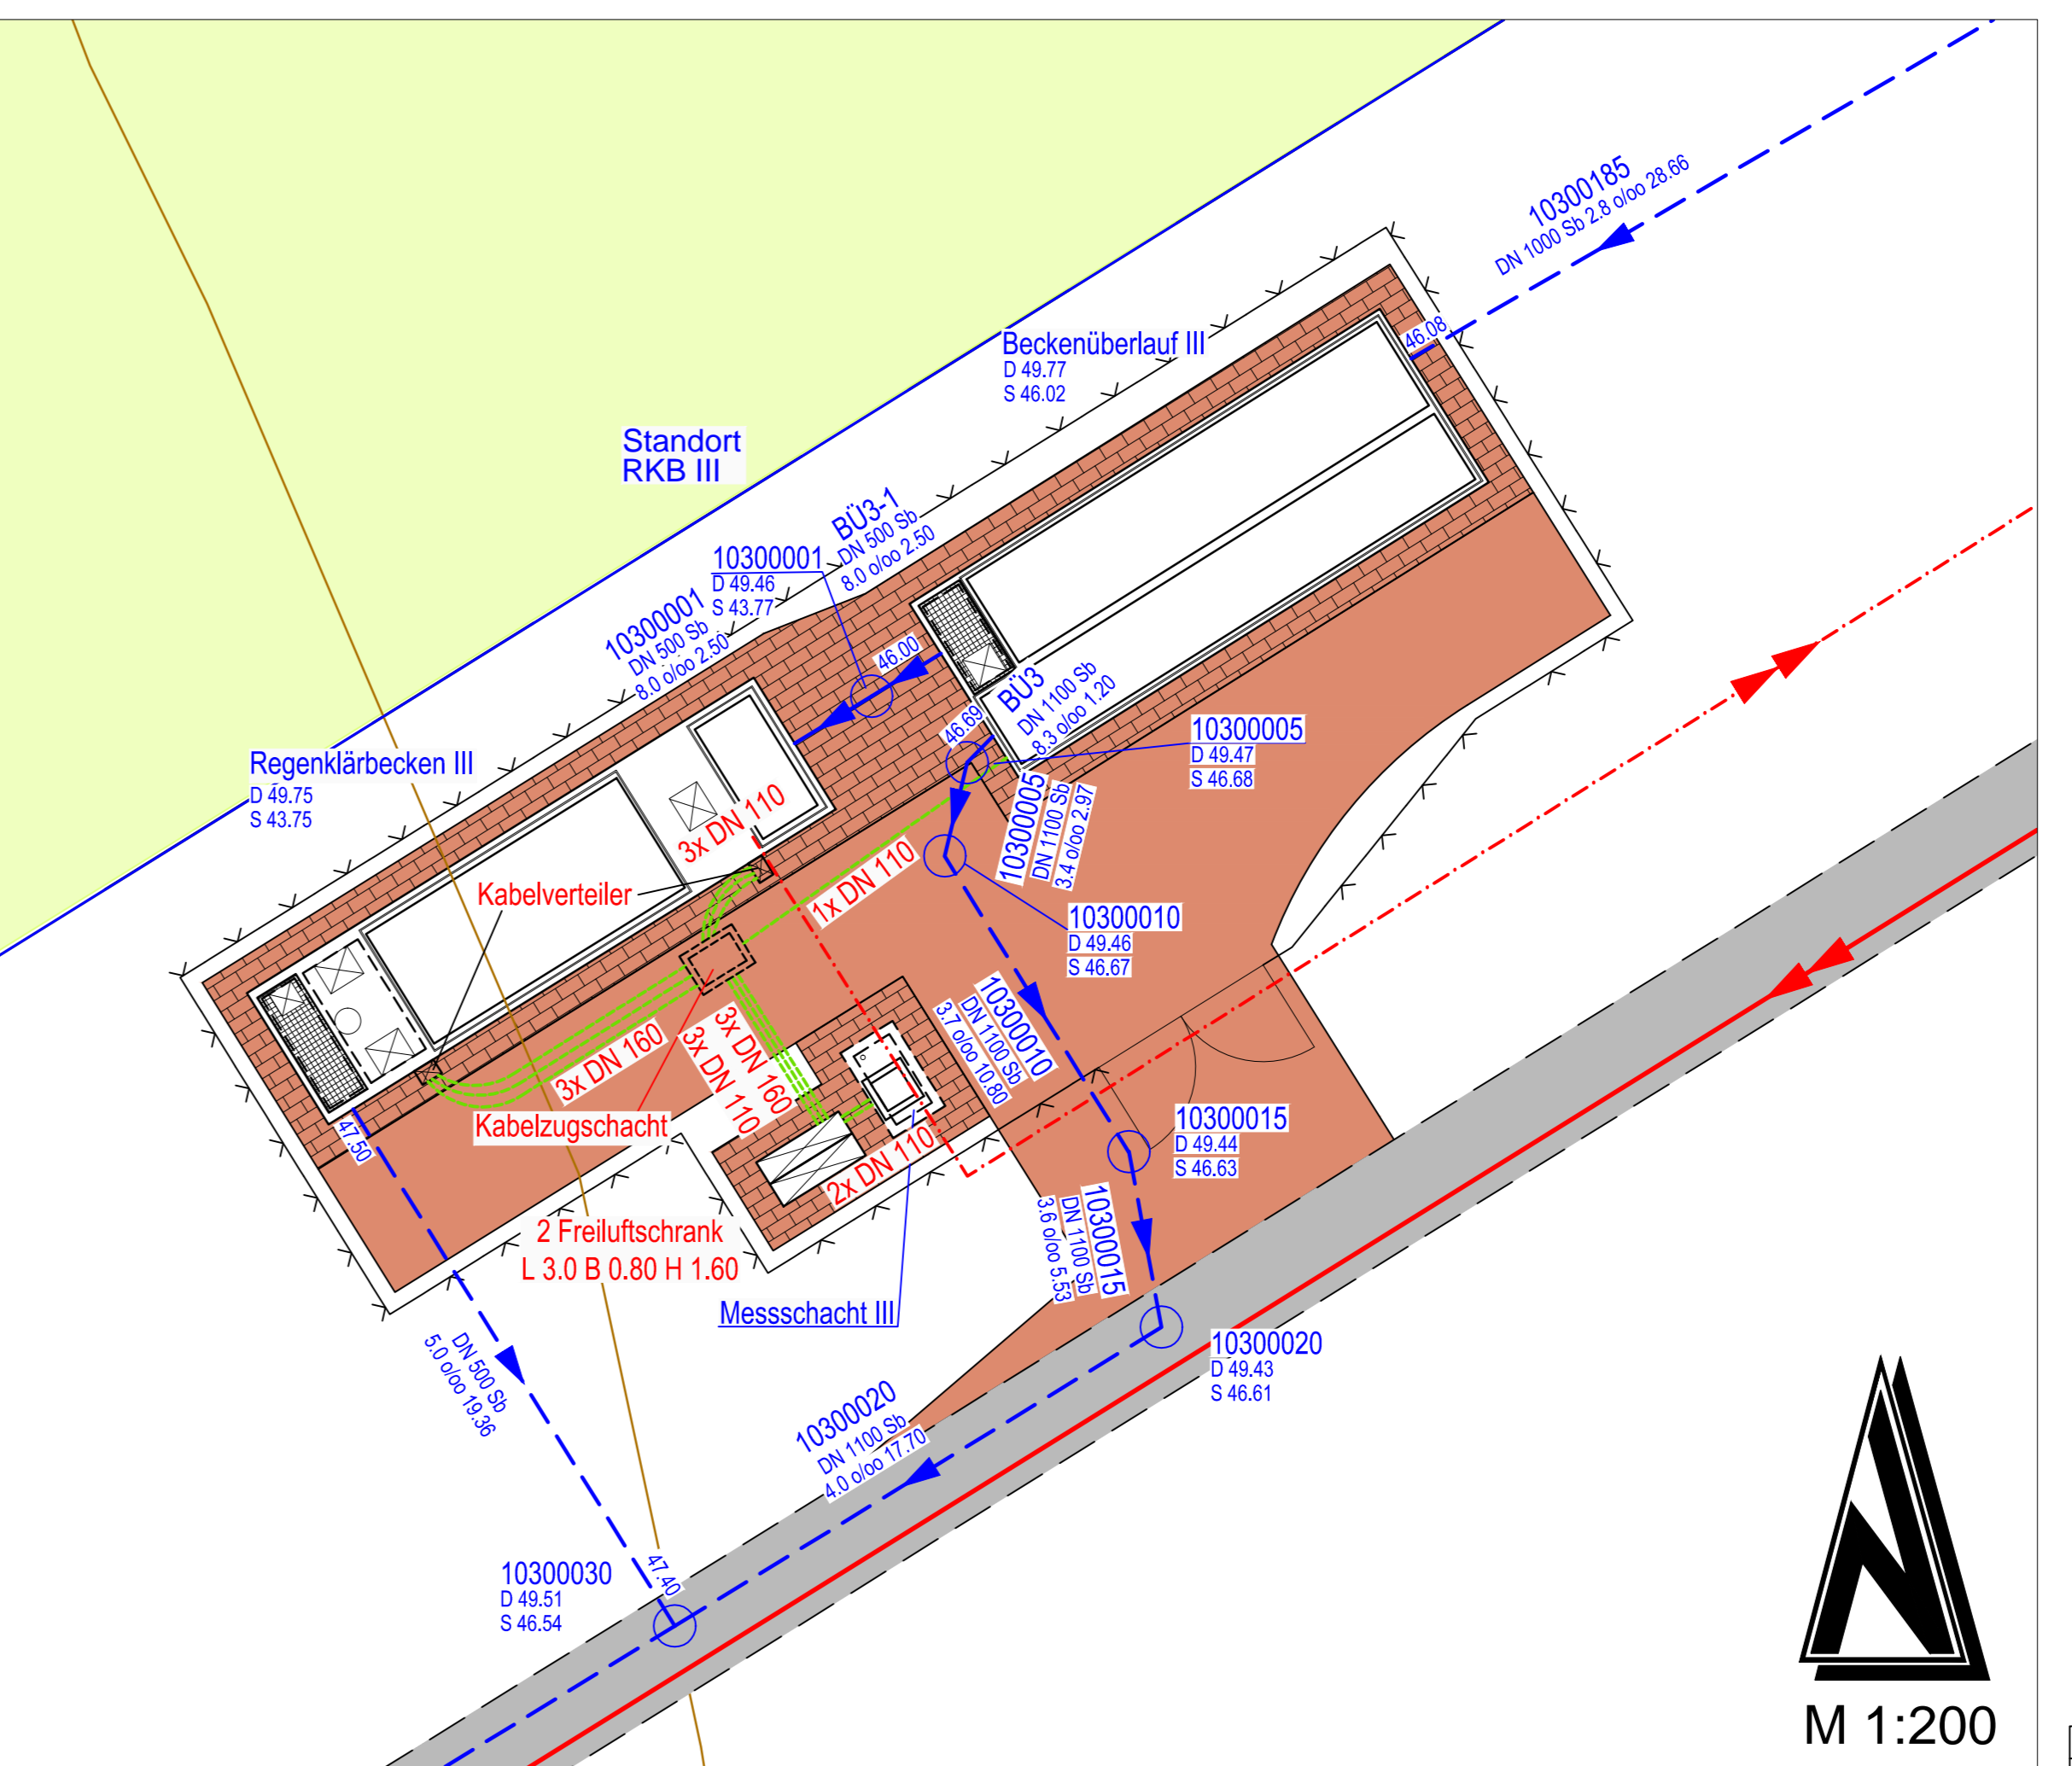 10300185
DN 1000 Sb 2.8 o/oo 28.66
46.08
Beckenüberlauf III
D 49.77
S 46.02
Standort
RKB III
BÜ3-1
DN 500 Sb
8.0 o/oo 2.50
10300001
D 49.46
S 43.77
10300001
DN 500 Sb
8.0 o/oo 2.50
46.00
BÜ3
DN 1100 Sb
8.3 o/oo 1.20
46.69
10300005
D 49.47
S 46.68
Regenklärbecken III
D 49.75
S 43.75
3x DN 110
10300005
DN 1100 Sb
3.4 o/oo 2.97
1x DN 110
Kabelverteiler
10300010
D 49.46
S 46.67
10300010
DN 1100 Sb
3.7 o/oo 10.80
3x DN 160
3x DN 160
3x DN 110
Kabelzugschacht
47.50
10300015
D 49.44
S 46.63
2x DN 110
10300015
DN 1100 Sb
3.6 o/oo 5.53
2 Freiluftschrank
L 3.0 B 0.80 H 1.60
Messschacht III
10300020
D 49.43
S 46.61
DN 500 Sb
5.0 o/oo 19.36
10300020
DN 1100 Sb
4.0 o/oo 17.70
10300030
D 49.51
S 46.54
47.40
N
M 1:200